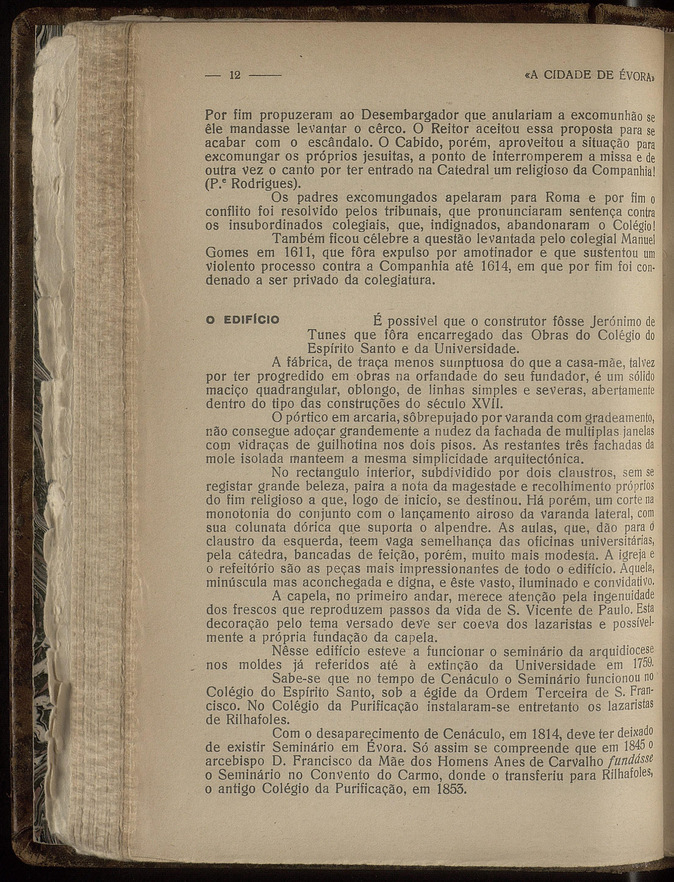 — 12 —
«A CIDADE DE ÉVORA»
Por fim propuzeram ao Desembargador que anulariam a excomunhão se
êle mandasse levantar o cêrco. O Reitor aceitou essa proposta para se
acabar com o escândalo. O Cabido, porém, aproveitou a situação para
excomungar os próprios jesuitas, a ponto de interromperem a missa e de
outra vez o canto por ter entrado na Catedral um religioso da Companhia!
(P.e Rodrigues).
Os padres excomungados apelaram para Roma e por fim o
conflito foi resolvido pelos tribunais, que pronunciaram sentença contra
os insubordinados colegiais, que, indignados, abandonaram o Colégio!
Também ficou célebre a questão levantada pelo colegial Manuel
Gomes em 1611, que fôra expulso por amotinador e que sustentou um
violento processo contra a Companhia até 1614, em que por fim foi con-
denado a ser privado da colegiatura.
O EDIFÍCIO É possivel que o construtor fôsse Jerónimo de
Tunes que fôra encarregado das Obras do Colégio do
Espírito Santo e da Universidade.
A fábrica, de traça menos sumptuosa do que a casa-mãe, talvez
por ter progredido em obras na orfandade do seu fundador, é um sólido
maciço quadrangular, oblongo, de linhas simples e severas, abertamente
dentro do tipo das construções do século XVII.
O pórtico em arcaria, sôbrepujado por varanda com gradeamento,
não consegue adoçar grandemente a nudez da fachada de multiplas janelas
com vidraças de guilhotina nos dois pisos. As restantes três fachadas da
mole isolada manteem a mesma simplicidade arquitectónica.
No rectangulo interior, subdividido por dois claustros, sem se
registar grande beleza, paira a nota da magestade e recolhimento próprios
do fim religioso a que, logo de inicio, se destinou. Há porém, um corte na
monotonia do conjunto com o lançamento airoso da varanda lateral, com
sua colunata dórica que suporta o alpendre. As aulas, que, dão para o
claustro da esquerda, teem vaga semelhança das oficinas universitárias,
pela cátedra, bancadas de feição, porém, muito mais modesta. A igreja e
o refeitório são as peças mais impressionantes de todo o edifício. Aquela,
minúscula mas aconchegada e digna, e êste vasto, iluminado e convidativo.
A capela, no primeiro andar, merece atenção pela ingenuidade
dos frescos que reproduzem passos da vida de S. Vicente de Paulo. Esta
decoração pelo tema versado deve ser coeva dos lazaristas e possível-
mente a própria fundação da capela.
Nêsse edifício esteve a funcionar o seminário da arquidiocese
nos moldes já referidos até à extinção da Universidade em 1759.
Sabe-se que no tempo de Cenáculo o Seminário funcionou no
Colégio do Espírito Santo, sob a égide da Ordem Terceira de S. Fran-
cisco. No Colégio da Purificação instalaram-se entretanto os lazaristas
de Rilhafoles.
Com o desaparecimento de Cenáculo, em 1814, deve ter deixado
de existir Seminário em Évora. Só assim se compreende que em 1845 o
arcebispo D. Francisco da Mãe dos Homens Anes de Carvalho fundásse
o Seminário no Convento do Carmo, donde o transferiu para Rilhafoles,
o antigo Colégio da Purificação, em 1853.